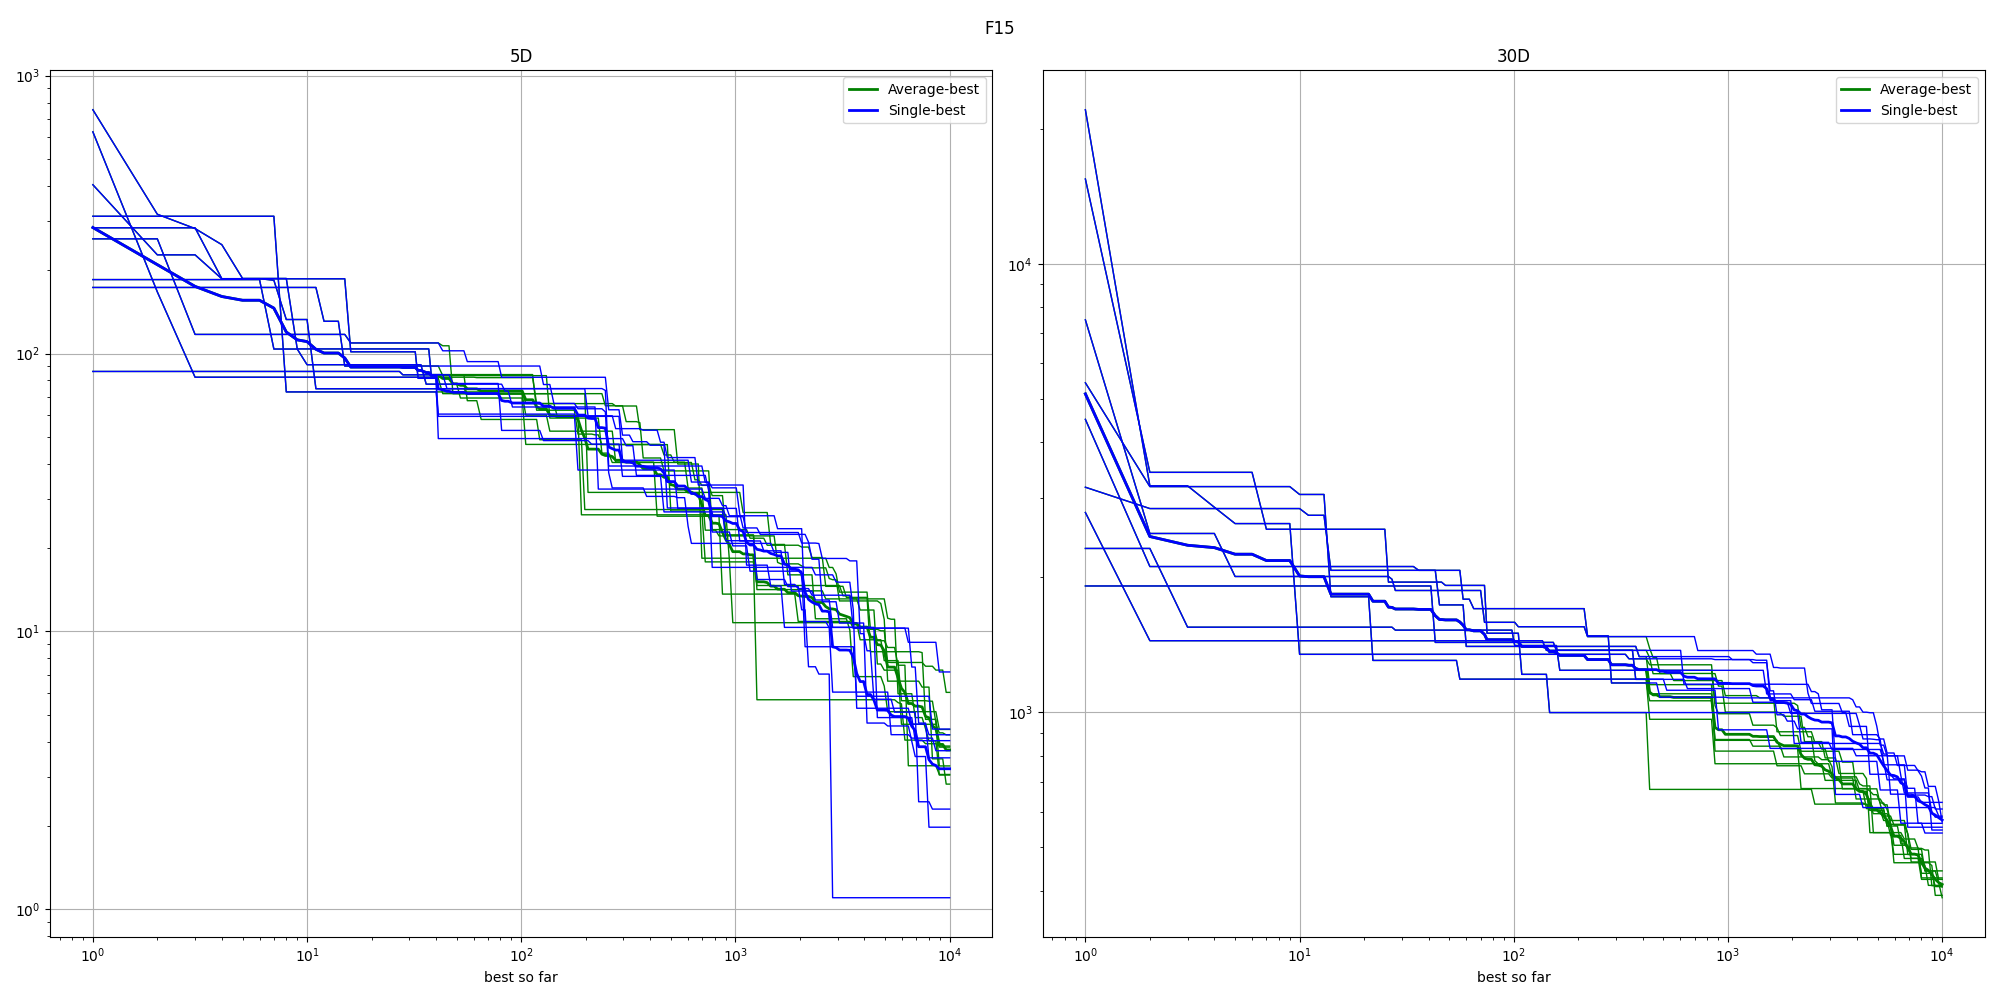 F15
5D
10³
10²
10¹
10⁰
Average-best
Single-best
10⁰ 10¹ 10² 10³ 10⁴
best so far
30D
10⁴
10³
Average-best
Single-best
10⁰ 10¹ 10² 10³ 10⁴
best so far